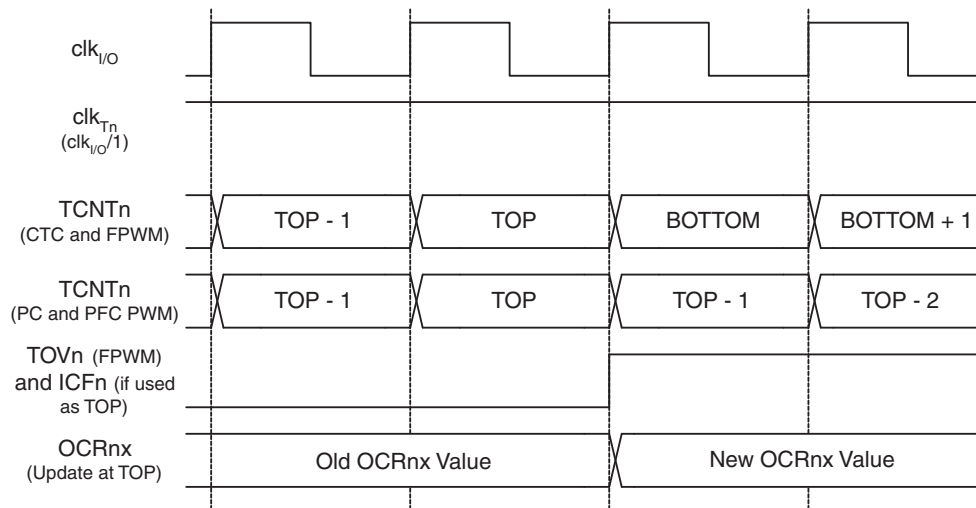 clkI/O
clkTn
(clkI/O/1)
TCNTn
(CTC and FPWM)
TOP - 1 TOP BOTTOM BOTTOM + 1
TCNTn
(PC and PFC PWM)
TOP - 1 TOP TOP - 1 TOP - 2
TOVn (FPWM)
and ICFn (if used
as TOP)
OCRnx
(Update at TOP)
Old OCRnx Value New OCRnx Value